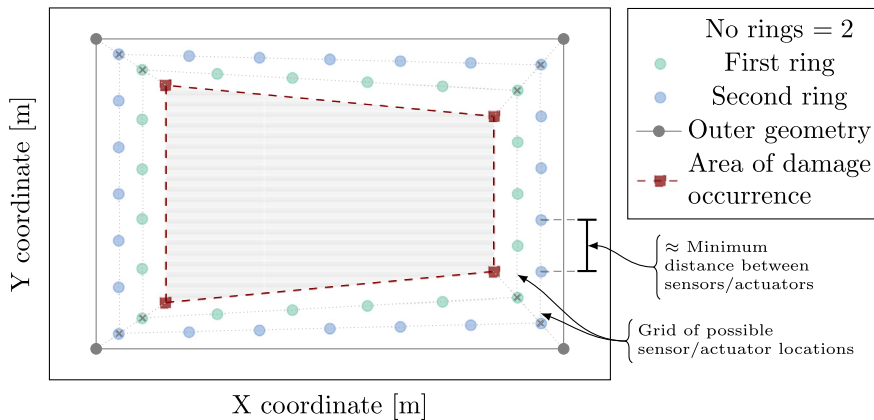 No rings = 2
First ring
Second ring
Outer geometry
Area of damage
occurrence
Y coordinate [m]
≈ Minimum
distance between
sensors/actuators
Grid of possible
sensor/actuator locations
X coordinate [m]